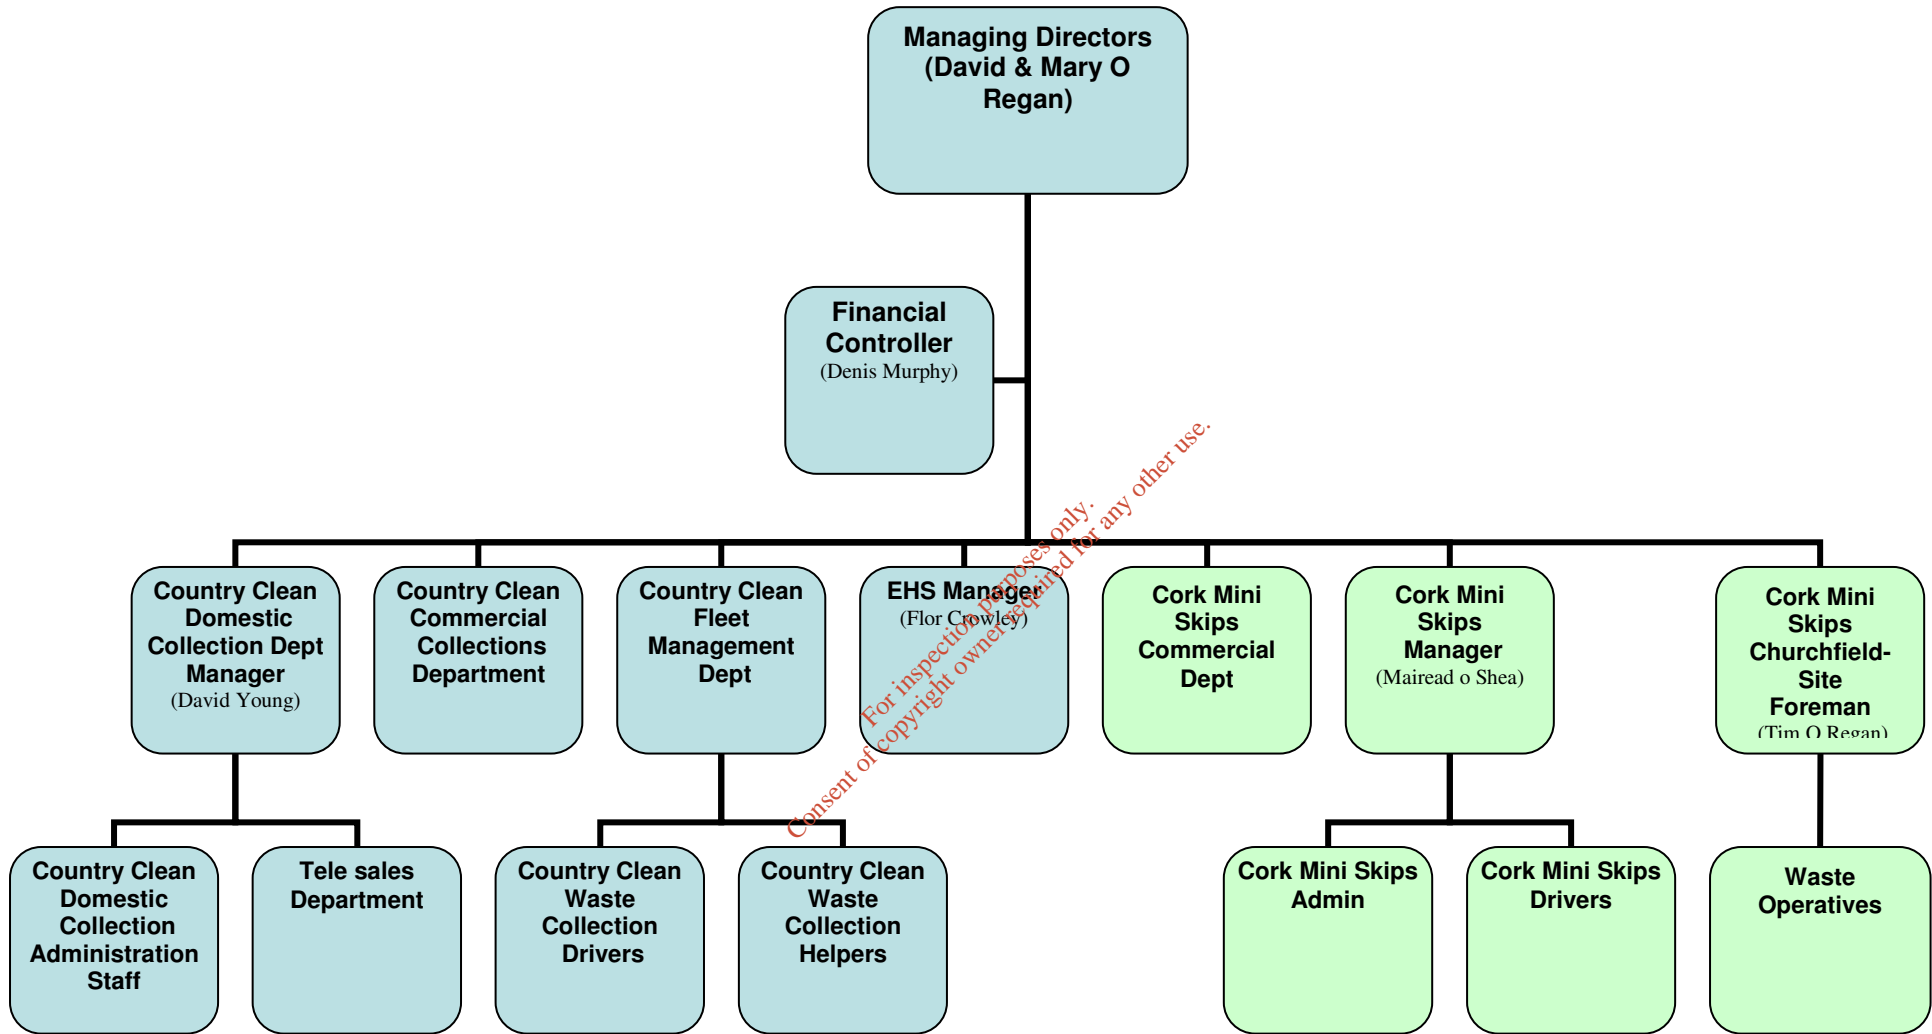 Managing Directors
(David & Mary O
Regan)
Financial
Controller
(Denis Murphy)
Country Clean
Domestic
Collection Dept
Manager
(David Young)
Country Clean
Commercial
Collections
Department
Country Clean
Fleet
Management
Dept
EHS Manager
(Flor Crowley)
Cork Mini
Skips
Commercial
Dept
Cork Mini
Skips
Manager
(Mairead o Shea)
Cork Mini
Skips
Churchfield-
Site
Foreman
(Tim O Regan)
Country Clean
Domestic
Collection
Administration
Staff
Tele sales
Department
Country Clean
Waste
Collection
Drivers
Country Clean
Waste
Collection
Helpers
Cork Mini Skips
Admin
Cork Mini Skips
Drivers
Waste
Operatives
For inspection purposes only.
Consent of copyright owner required for any other use.